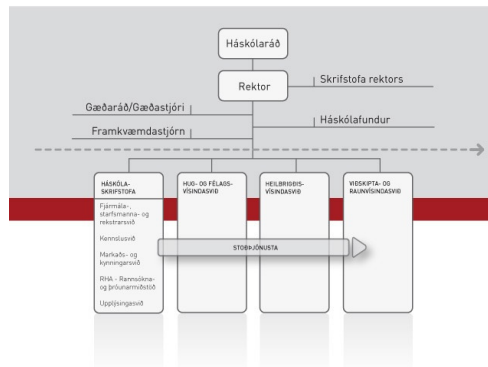 Háskólaráð
Rektor
Skrifstofa rektors
Gæðaráð/Gæðastjóri
Háskólafundur
Framkvæmdastjórn
HÁSKÓLA-
SKRIFSTOFA
Fjármála-,
starfsmanna- og
rekstrarsvið
Kennslusvið
Markaðs- og
kynningarsvið
RHA - Rannsókna-
og þróunarmiðstöð
Upplýsingasvið
HUG- OG FÉLAGS-
VÍSINDASVIÐ
HEILBRIGÐIS-
VÍSINDASVIÐ
VIÐSKIPTA- OG
RAUNVÍSINDASVIÐ
STOÐÞJÓNUSTA